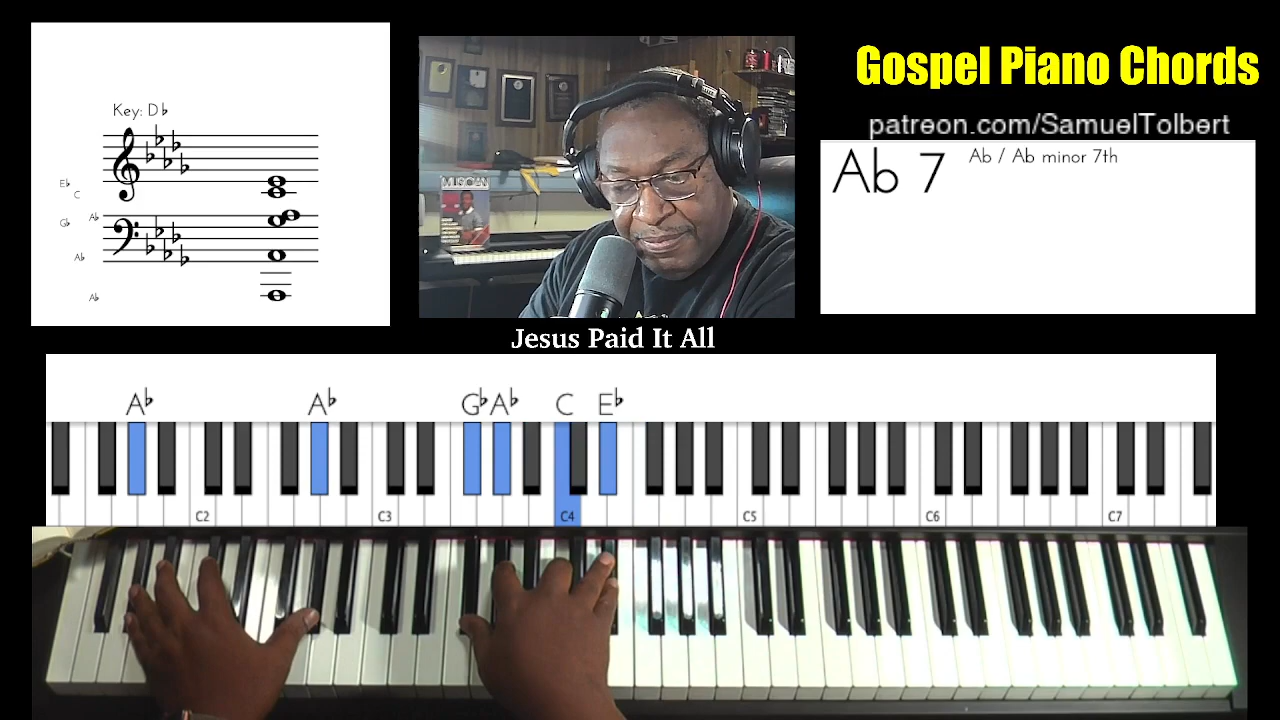 Key: D♭
E♭
C
A♭
G♭
A♭
A♭
MUSICIAN
Gospel Piano Chords
patreon.com/SamuelTolbert
Ab 7
Ab / Ab minor 7th
Jesus Paid It All
A♭ A♭ G♭ A♭ C E♭
C2 C3 C4 C5 C6 C7